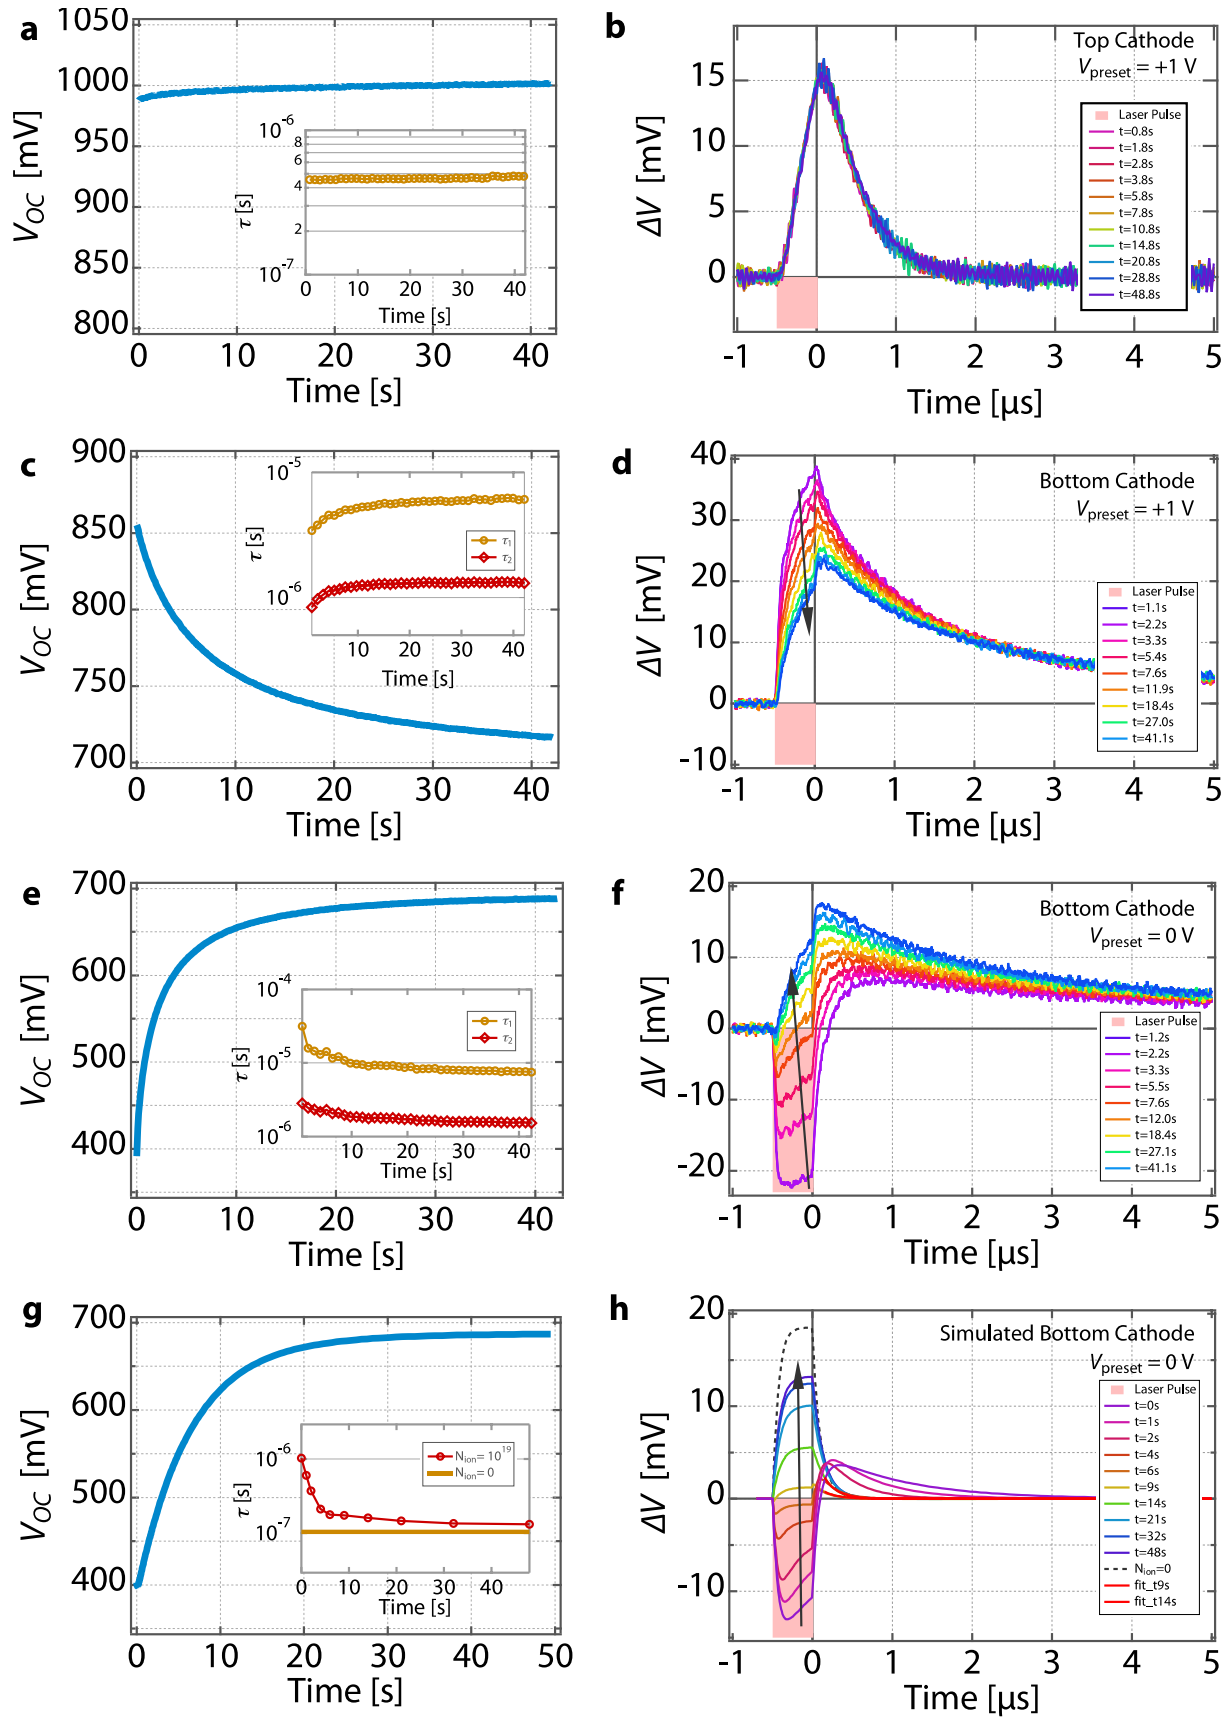 a
1050
1000
950
900
850
800
V_OC [mV]
0
10
20
30
40
Time [s]
10^-6
8
6
4
2
10^-7
τ [s]
0
10
20
30
40
Time [s]
b
Top Cathode
V_preset = +1 V
15
10
5
0
ΔV [mV]
Laser Pulse
t=0.8s
t=1.8s
t=2.8s
t=3.8s
t=5.8s
t=7.8s
t=10.8s
t=14.8s
t=20.8s
t=28.8s
t=48.8s
-1
0
1
2
3
4
5
Time [µs]
c
900
850
800
750
700
V_OC [mV]
0
10
20
30
40
Time [s]
10^-5
10^-6
τ [s]
τ1
τ2
0
10
20
30
40
Time [s]
d
Bottom Cathode
V_preset = +1 V
40
30
20
10
0
-10
ΔV [mV]
Laser Pulse
t=1.1s
t=2.2s
t=3.3s
t=5.4s
t=7.6s
t=11.9s
t=18.4s
t=27.0s
t=41.1s
-1
0
1
2
3
4
5
Time [µs]
e
700
600
500
400
V_OC [mV]
0
10
20
30
40
Time [s]
10^-4
10^-5
10^-6
τ [s]
τ1
τ2
10
20
30
40
Time [s]
f
Bottom Cathode
V_preset = 0 V
20
10
0
-10
-20
ΔV [mV]
Laser Pulse
t=1.2s
t=2.2s
t=3.3s
t=5.5s
t=7.6s
t=12.0s
t=18.4s
t=27.1s
t=41.1s
-1
0
1
2
3
4
5
Time [µs]
g
700
600
500
400
V_OC [mV]
0
10
20
30
40
50
Time [s]
10^-6
10^-7
τ [s]
N_ion= 10^19
N_ion= 0
0
10
20
30
40
Time [s]
h
Simulated Bottom Cathode
V_preset = 0 V
20
10
0
-10
ΔV [mV]
Laser Pulse
t=0s
t=1s
t=2s
t=4s
t=6s
t=9s
t=14s
t=21s
t=32s
t=48s
N_ion=0
fit_t9s
fit_t14s
-1
0
1
2
3
4
5
Time [µs]